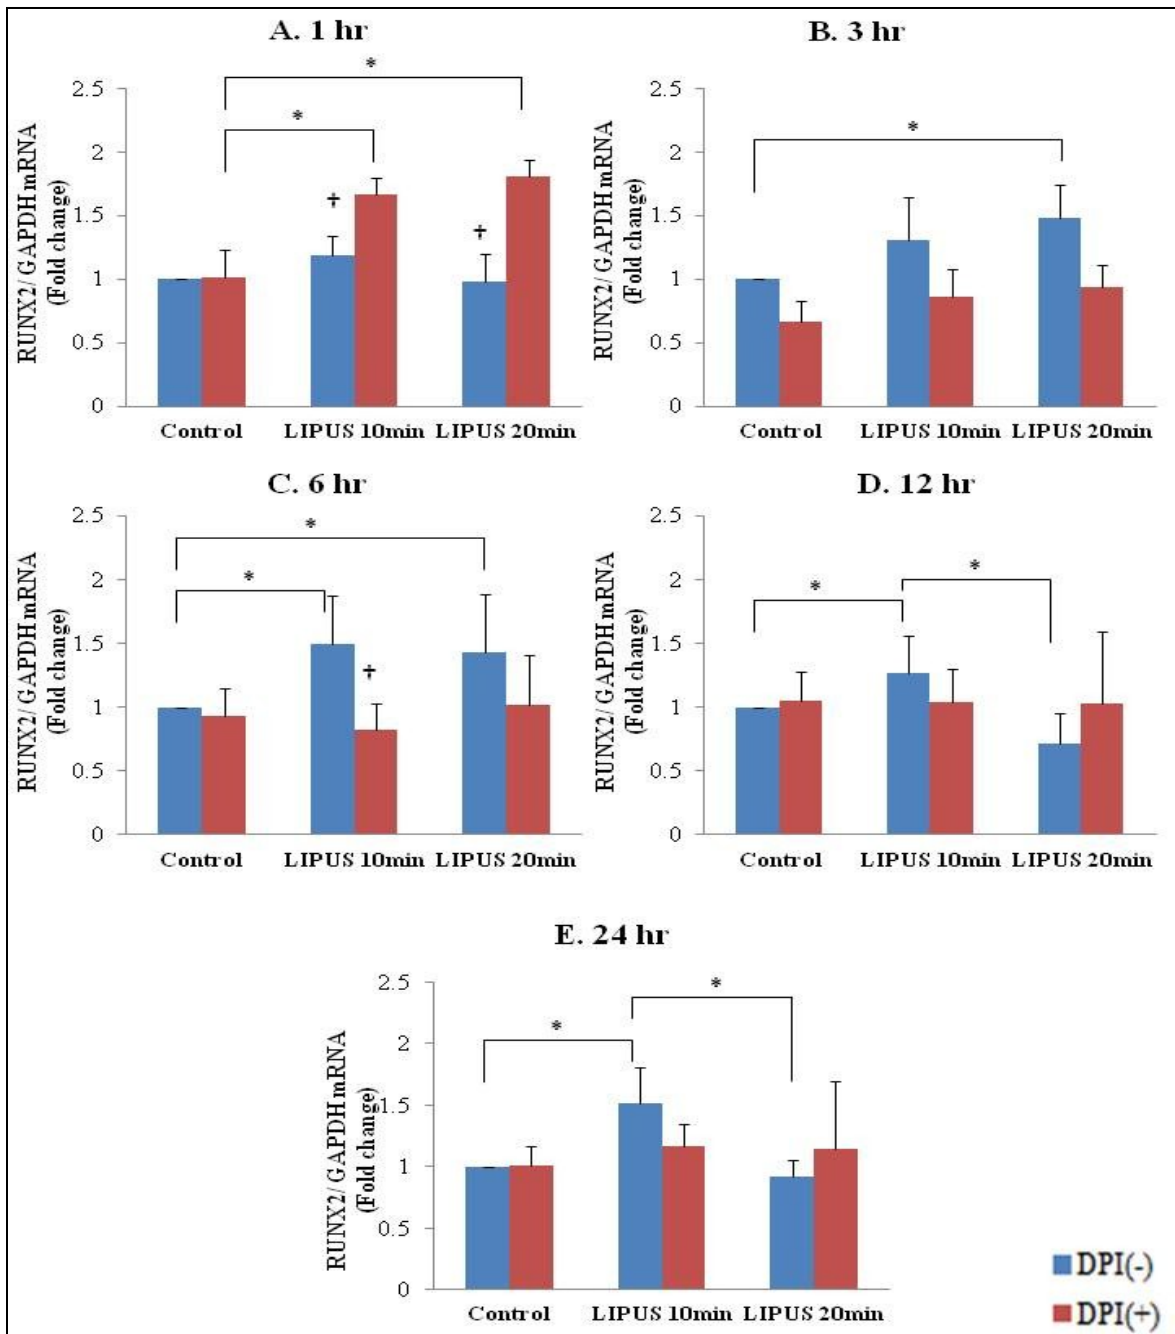 A. 1 hr
RUNX2/ GAPDH mRNA
(Fold change)
2.5
2
1.5
1
0.5
0
*
*
†
†
Control LIPUS 10min LIPUS 20min
B. 3 hr
RUNX2/ GAPDH mRNA
(Fold change)
2.5
2
1.5
1
0.5
0
*
Control LIPUS 10min LIPUS 20min
C. 6 hr
RUNX2/ GAPDH mRNA
(Fold change)
2.5
2
1.5
1
0.5
0
*
*
†
Control LIPUS 10min LIPUS 20min
D. 12 hr
RUNX2/ GAPDH mRNA
(Fold change)
2.5
2
1.5
1
0.5
0
*
*
Control LIPUS 10min LIPUS 20min
E. 24 hr
RUNX2/ GAPDH mRNA
(Fold change)
2.5
2
1.5
1
0.5
0
*
*
Control LIPUS 10min LIPUS 20min
DPI(-)
DPI(+)